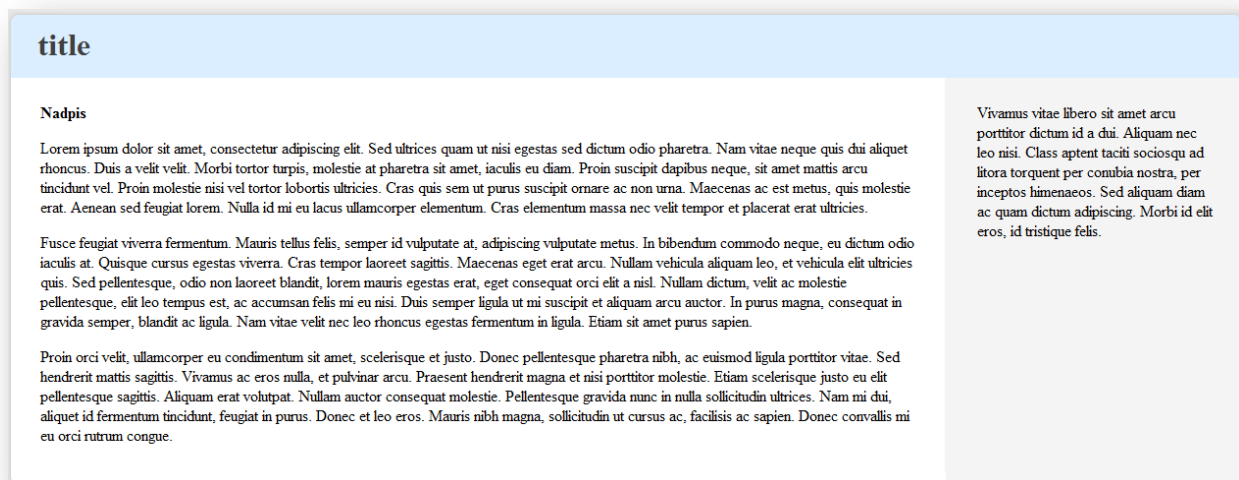 title
Nadpis
Lorem ipsum dolor sit amet, consectetur adipiscing elit. Sed ultrices quam ut nisi egestas sed dictum odio pharetra. Nam vitae neque quis dui aliquet
rhoncus. Duis a velit velit. Morbi tortor turpis, molestie at pharetra sit amet, iaculis eu diam. Proin suscipit dapibus neque, sit amet mattis arcu
tincidunt vel. Proin molestie nisi vel tortor lobortis ultricies. Cras quis sem ut purus suscipit ornare ac non urna. Maecenas ac est metus, quis molestie
erat. Aenean sed feugiat lorem. Nulla id mi eu lacus ullamcorper elementum. Cras elementum massa nec velit tempor et placerat erat ultricies.
Fusce feugiat viverra fermentum. Mauris tellus felis, semper id vulputate at, adipiscing vulputate metus. In bibendum commodo neque, eu dictum odio
iaculis at. Quisque cursus egestas viverra. Cras tempor laoreet sagittis. Maecenas eget erat arcu. Nullam vehicula aliquam leo, et vehicula elit ultricies
quis. Sed pellentesque, odio non laoreet blandit, lorem mauris egestas erat, eget consequat orci elit a nisl. Nullam dictum, velit ac molestie
pellentesque, elit leo tempus est, ac accumsan felis mi eu nisi. Duis semper ligula ut mi suscipit et aliquam arcu auctor. In purus magna, consequat in
gravida semper, blandit ac ligula. Nam vitae velit nec leo rhoncus egestas fermentum in ligula. Etiam sit amet purus sapien.
Proin orci velit, ullamcorper eu condimentum sit amet, scelerisque et justo. Donec pellentesque pharetra nibh, ac euismod ligula porttitor vitae. Sed
hendrerit mattis sagittis. Vivamus ac eros nulla, et pulvinar arcu. Praesent hendrerit magna et nisi porttitor molestie. Etiam scelerisque justo eu elit
pellentesque sagittis. Aliquam erat volutpat. Nullam auctor consequat molestie. Pellentesque gravida nunc in nulla sollicitudin ultrices. Nam mi dui,
aliquet id fermentum tincidunt, feugiat in purus. Donec et leo eros. Mauris nibh magna, sollicitudin ut cursus ac, facilisis ac sapien. Donec convallis mi
eu orci rutrum congue.
Vivamus vitae libero sit amet arcu
porttitor dictum id a dui. Aliquam nec
leo nisi. Class aptent taciti sociosqu ad
litora torquent per conubia nostra, per
inceptos himenaeos. Sed aliquam diam
ac quam dictum adipiscing. Morbi id elit
eros, id tristique felis.